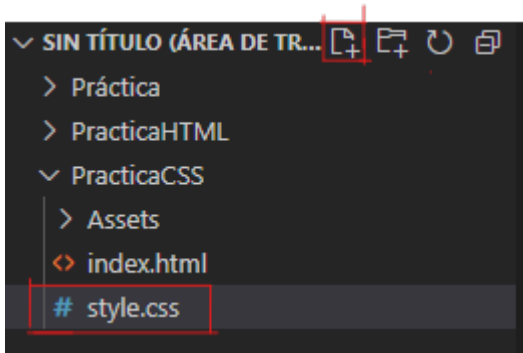 SIN TÍTULO (ÁREA DE TR...
Práctica
PracticaHTML
PracticaCSS
Assets
index.html
# style.css